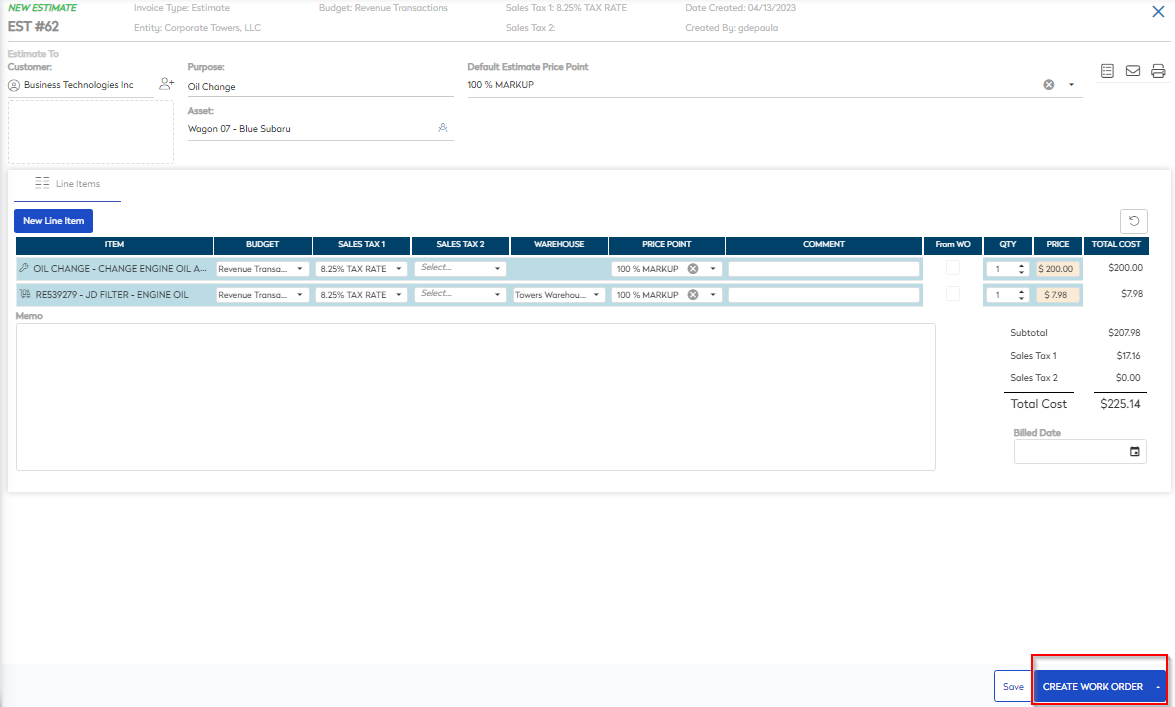 NEW ESTIMATE
EST #62
Invoice Type: Estimate
Entity: Corporate Towers, LLC
Budget: Revenue Transactions
Sales Tax 1: 8.25% TAX RATE
Sales Tax 2:
Date Created: 04/13/2023
Created By: gdepaula
Estimate To
Customer:
Business Technologies Inc
Purpose:
Oil Change
Asset:
Wagon 07 - Blue Subaru
Default Estimate Price Point
100 % MARKUP
Line Items
New Line Item
ITEM BUDGET SALES TAX 1 SALES TAX 2 WAREHOUSE PRICE POINT COMMENT From WO QTY PRICE TOTAL COST
OIL CHANGE - CHANGE ENGINE OIL A... Revenue Transa... 8.25% TAX RATE Select... 100 % MARKUP 1 $ 200.00 $200.00
RE539279 - JD FILTER - ENGINE OIL Revenue Transa... 8.25% TAX RATE Select... Towers Warehou... 100 % MARKUP 1 $ 7.98 $7.98
Memo
Subtotal $207.98
Sales Tax 1 $17.16
Sales Tax 2 $0.00
Total Cost $225.14
Billed Date
Save CREATE WORK ORDER